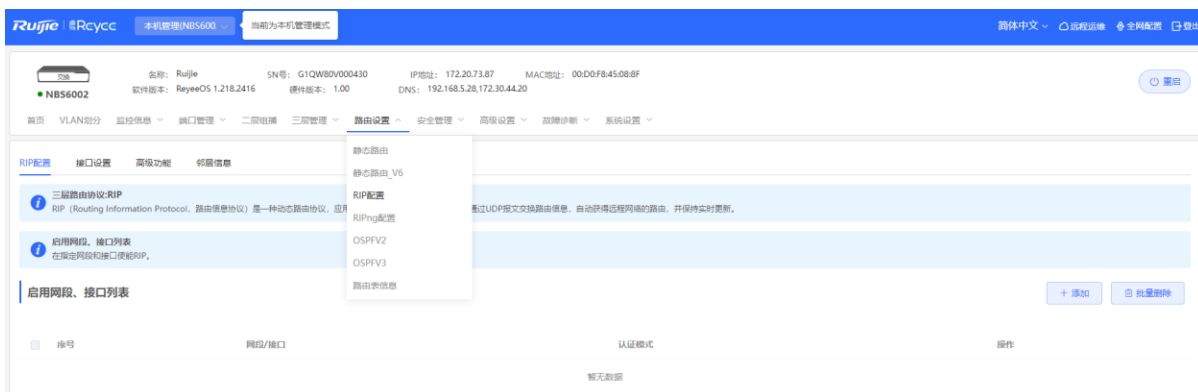 Ruijie Rcycc 本机管理(NBS600 当前为本机管理模式 简体中文 远程运维 全网配置 登出
交换 名称: Ruijie SN号: G1QW80V000430 IP地址: 172.20.73.87 MAC地址: 00:D0:F8:45:08:8F 重启
NBS6002 软件版本: ReyeeOS 1.218.2416 硬件版本: 1.00 DNS: 192.168.5.28,172.30.44.20
首页 VLAN划分 监控信息 端口管理 二层组播 三层管理 路由设置 安全管理 高级设置 故障诊断 系统设置
静态路由
静态路由_V6
RIP配置
RIPng配置
OSPFV2
OSPFV3
路由表信息
RIP配置 接口设置 高级功能 邻居信息
三层路由协议:RIP
RIP（Routing Information Protocol，路由信息协议）是一种动态路由协议，应用 通过UDP报文交换路由信息，自动获得远程网络的路由，并保持实时更新。
启用网段、接口列表
在指定网段和接口使能RIP。
启用网段、接口列表 + 添加 批量删除
序号 网段/接口 认证模式 操作
暂无数据